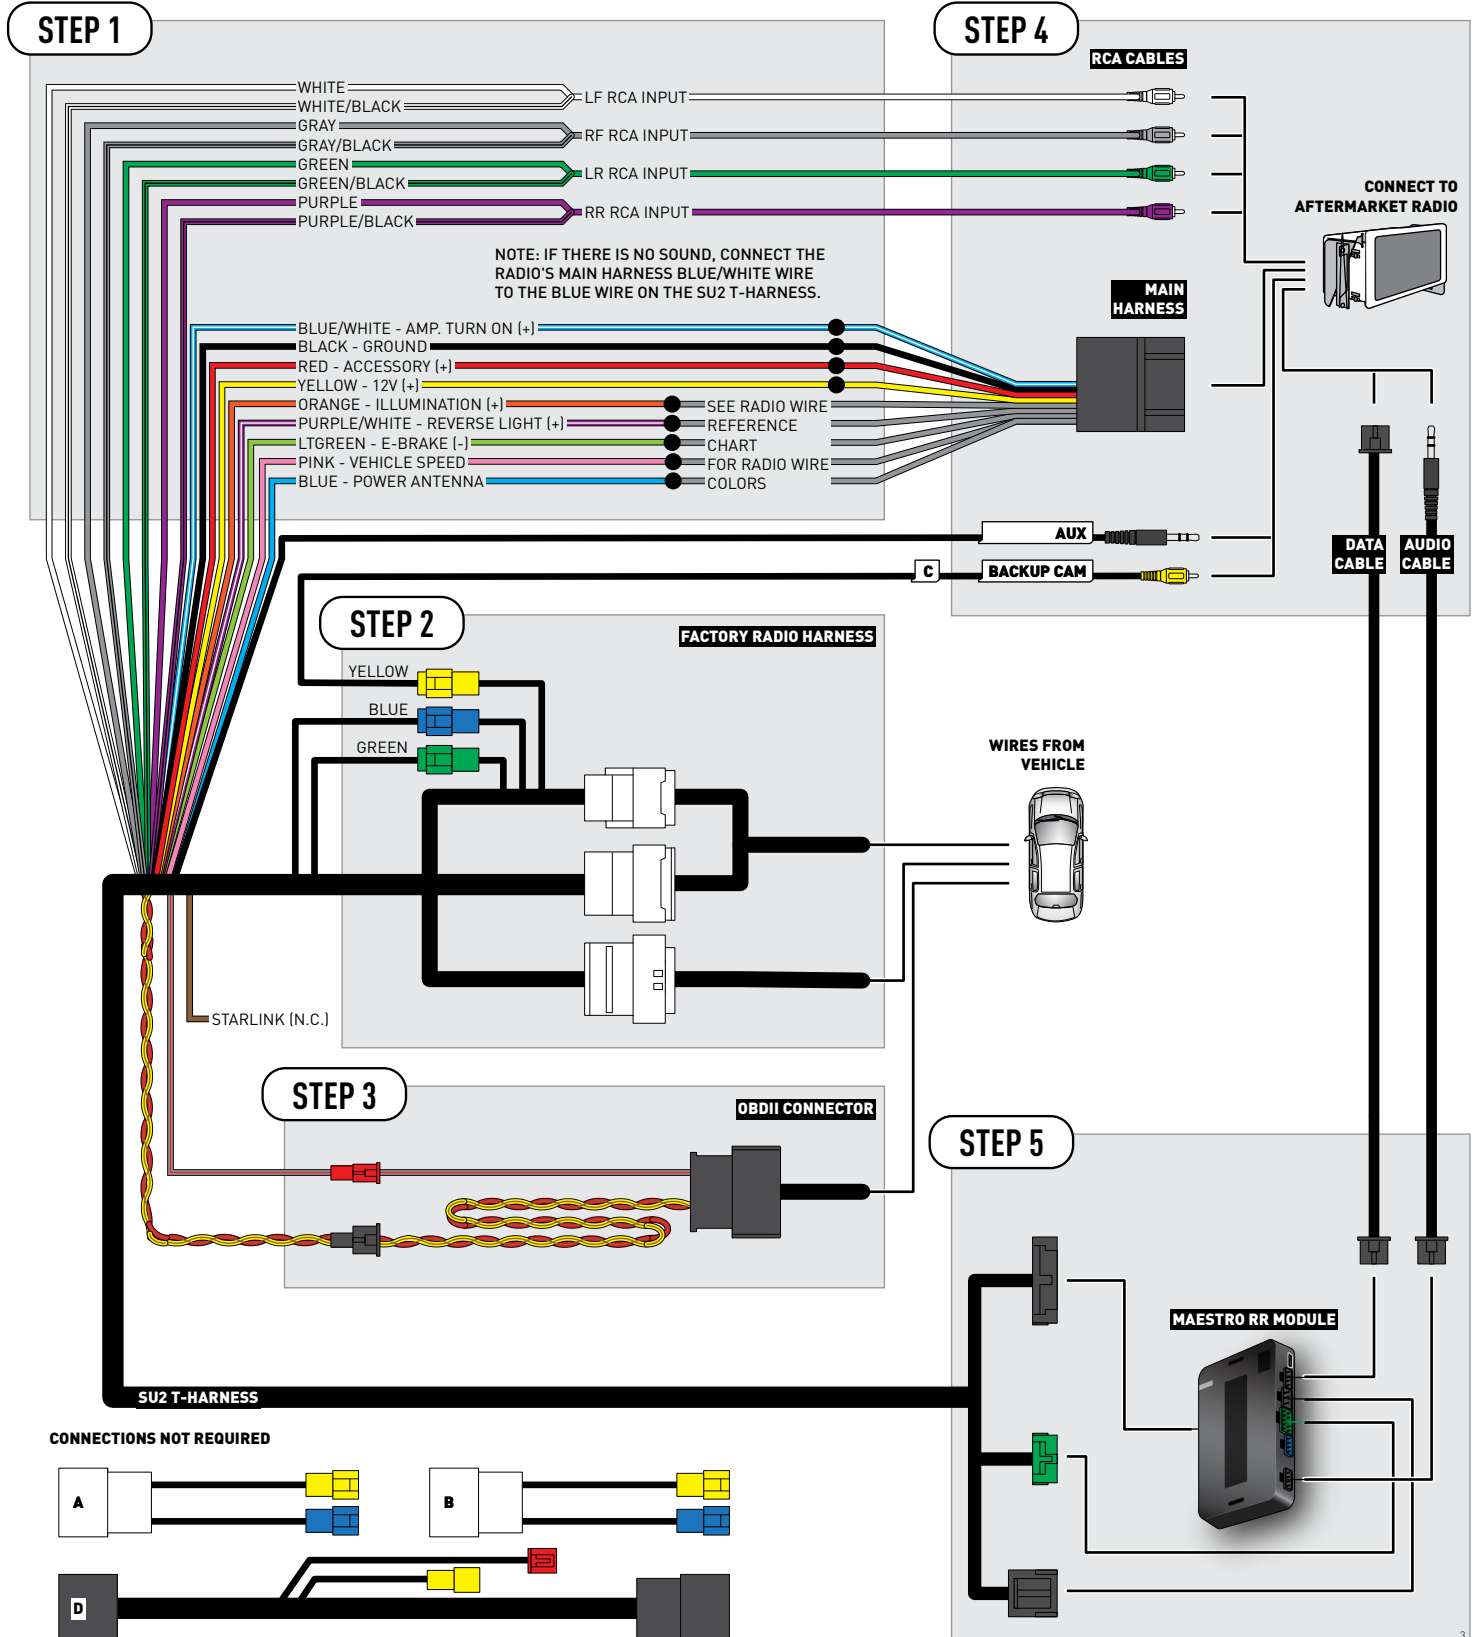 STEP 1
WHITE
WHITE/BLACK
LF RCA INPUT
GRAY
GRAY/BLACK
RF RCA INPUT
GREEN
GREEN/BLACK
LR RCA INPUT
PURPLE
PURPLE/BLACK
RR RCA INPUT
NOTE: IF THERE IS NO SOUND, CONNECT THE
RADIO'S MAIN HARNESS BLUE/WHITE WIRE
TO THE BLUE WIRE ON THE SU2 T-HARNESS.
BLUE/WHITE - AMP. TURN ON (+)
BLACK - GROUND
RED - ACCESSORY (+)
YELLOW - 12V (+)
ORANGE - ILLUMINATION (+)
PURPLE/WHITE - REVERSE LIGHT (+)
LTGREEN - E-BRAKE (-)
PINK - VEHICLE SPEED
BLUE - POWER ANTENNA
SEE RADIO WIRE
REFERENCE
CHART
FOR RADIO WIRE
COLORS
STEP 4
RCA CABLES
CONNECT TO
AFTERMARKET RADIO
MAIN
HARNESS
AUX
C
BACKUP CAM
DATA
CABLE
AUDIO
CABLE
STEP 2
FACTORY RADIO HARNESS
YELLOW
BLUE
GREEN
WIRES FROM
VEHICLE
STARLINK (N.C.)
STEP 3
OBDII CONNECTOR
STEP 5
MAESTRO RR MODULE
SU2 T-HARNESS
CONNECTIONS NOT REQUIRED
A
B
D
3